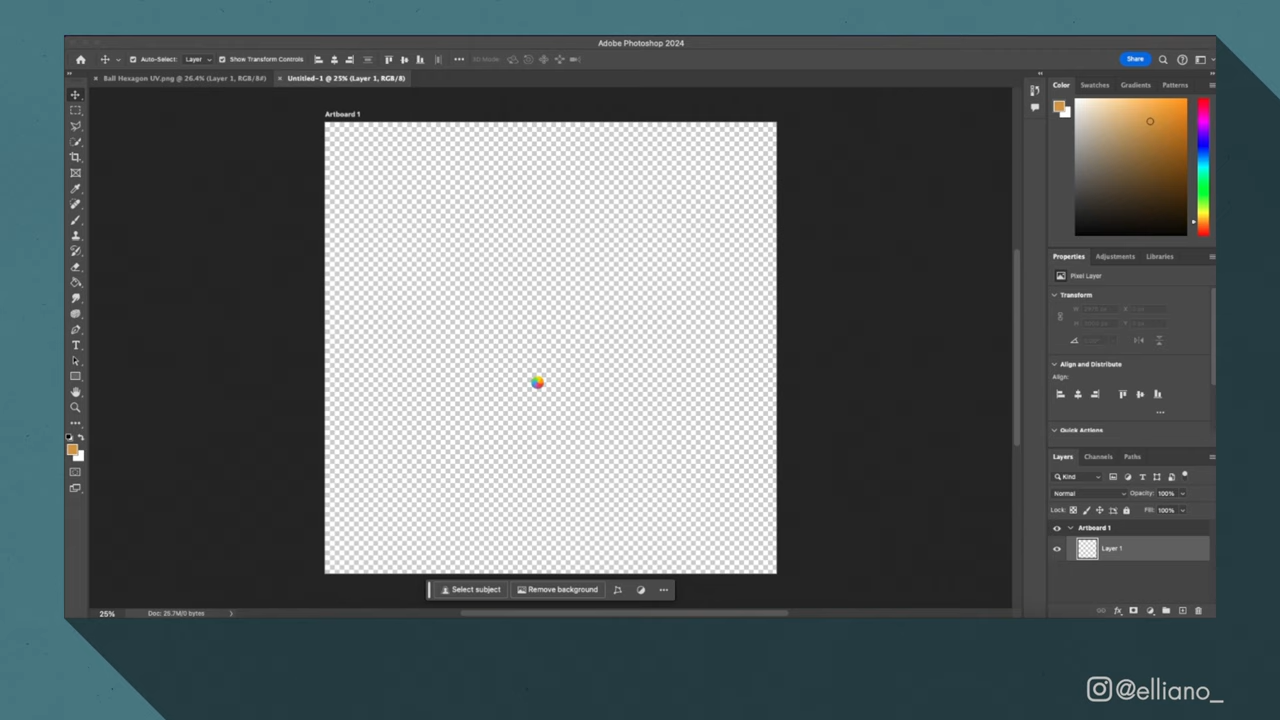 Adobe Photoshop 2024
Auto-Select: Layer Show Transform Controls 3D Mode: Share
Ball Hexagon UV.png @ 26.4% (Layer 1, RGB/8#) Untitled-1 @ 25% (Layer 1, RGB/8)
Color Swatches Gradients Patterns
Artboard 1
Properties Adjustments Libraries
Pixel Layer
Transform
Align and Distribute
Align:
Quick Actions
Layers Channels Paths
Kind
Normal Opacity: 100%
Lock: Fill: 100%
Artboard 1
Layer 1
Select subject Remove background
25% Doc: 25.7M/0 bytes
@elliano_